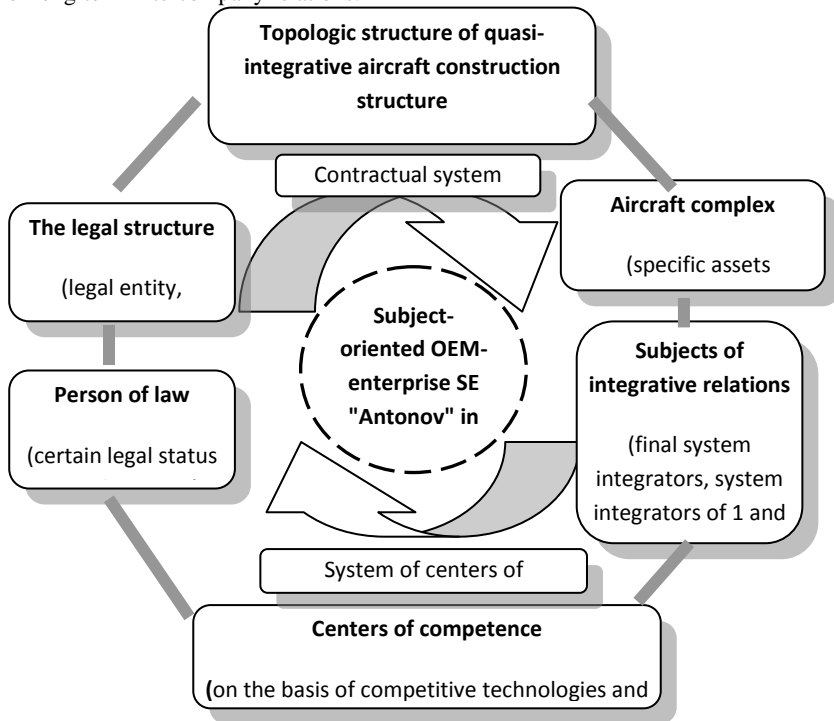 Topologic structure of quasi-
integrative aircraft construction
structure
Contractual system
The legal structure
(legal entity,
Aircraft complex
(specific assets
Subject-
oriented OEM-
enterprise SE
"Antonov" in
Person of law
(certain legal status
Subjects of
integrative relations
(final system
integrators, system
integrators of 1 and
System of centers of
Centers of competence
(on the basis of competitive technologies and